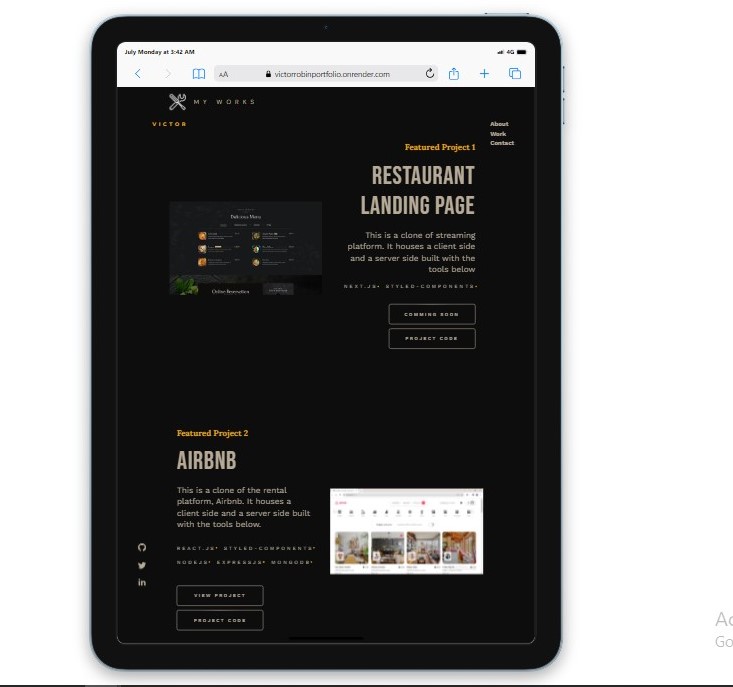 July Monday at 3:42 AM
4G
AA
victorrobinportfolio.onrender.com
MY WORKS
VICTOR
About
Work
Contact
Featured Project 1
RESTAURANT
LANDING PAGE
This is a clone of streaming
platform. It houses a client side
and a server side built with the
tools below
NEXT.JS• STYLED-COMPONENTS•
COMMING SOON
PROJECT CODE
Delicious Menu
Online Reservation
Featured Project 2
AIRBNB
This is a clone of the rental
platform, Airbnb. It houses a
client side and a server side built
with the tools below.
REACT.JS• STYLED-COMPONENTS•
NODEJS• EXPRESSJS• MONGODB•
VIEW PROJECT
PROJECT CODE
in
Go